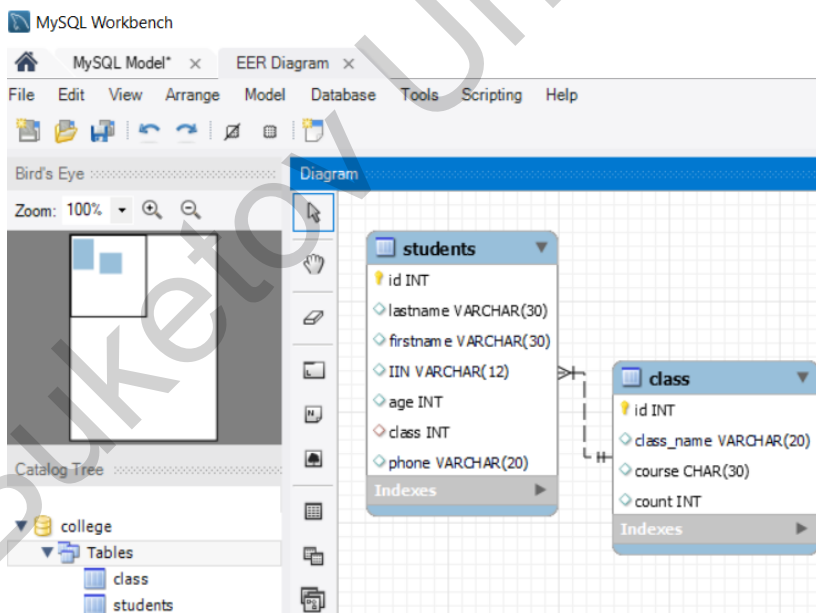 MySQL Workbench
MySQL Model* × EER Diagram ×
File Edit View Arrange Model Database Tools Scripting Help
Bird's Eye
Zoom: 100%
Diagram
students
id INT
lastname VARCHAR(30)
firstname VARCHAR(30)
IIN VARCHAR(12)
age INT
class INT
phone VARCHAR(20)
Indexes
class
id INT
class_name VARCHAR(20)
course CHAR(30)
count INT
Indexes
Catalog Tree
college
Tables
class
students